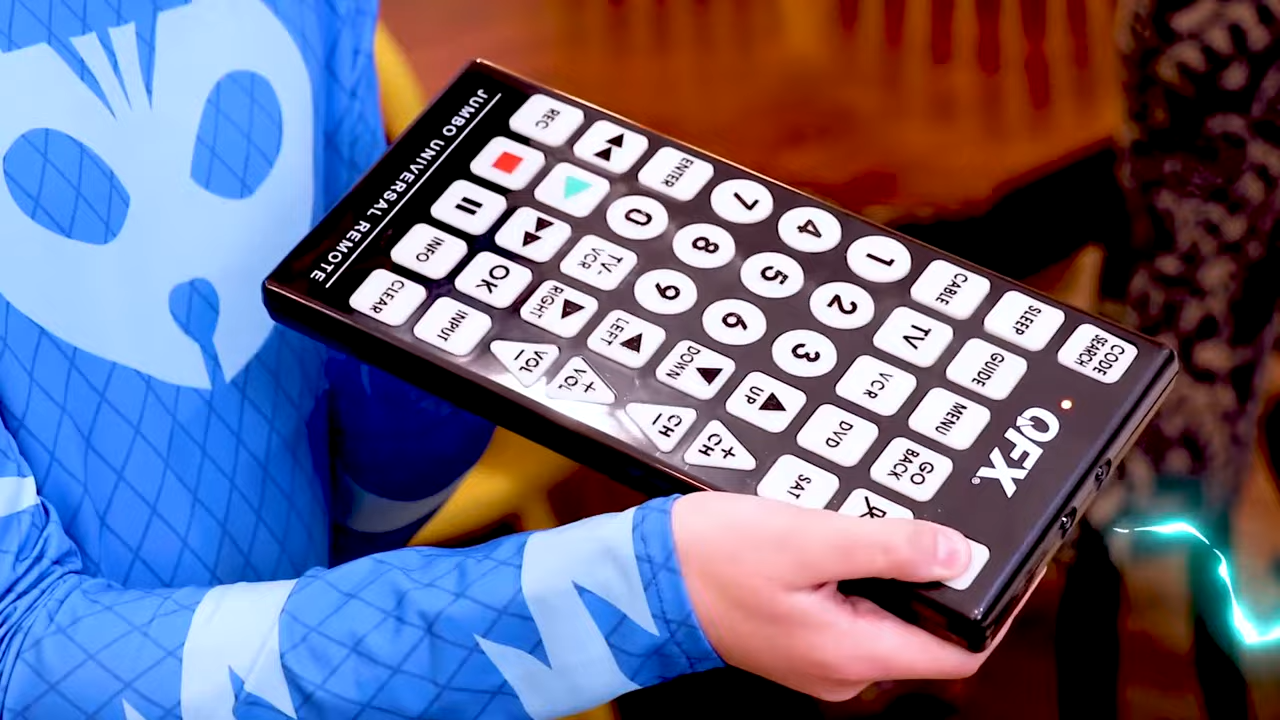 CODE
SEARCH
QFX®
SLEEP GUIDE MENU GO
BACK
CABLE TV VCR DVD SAT
1 2 3 UP CH +
4 5 6 DOWN CH −
7 8 9 LEFT VOL +
ENTER 0 TV-
VCR RIGHT VOL −
OK INPUT
REC INFO CLEAR
JUMBO UNIVERSAL REMOTE